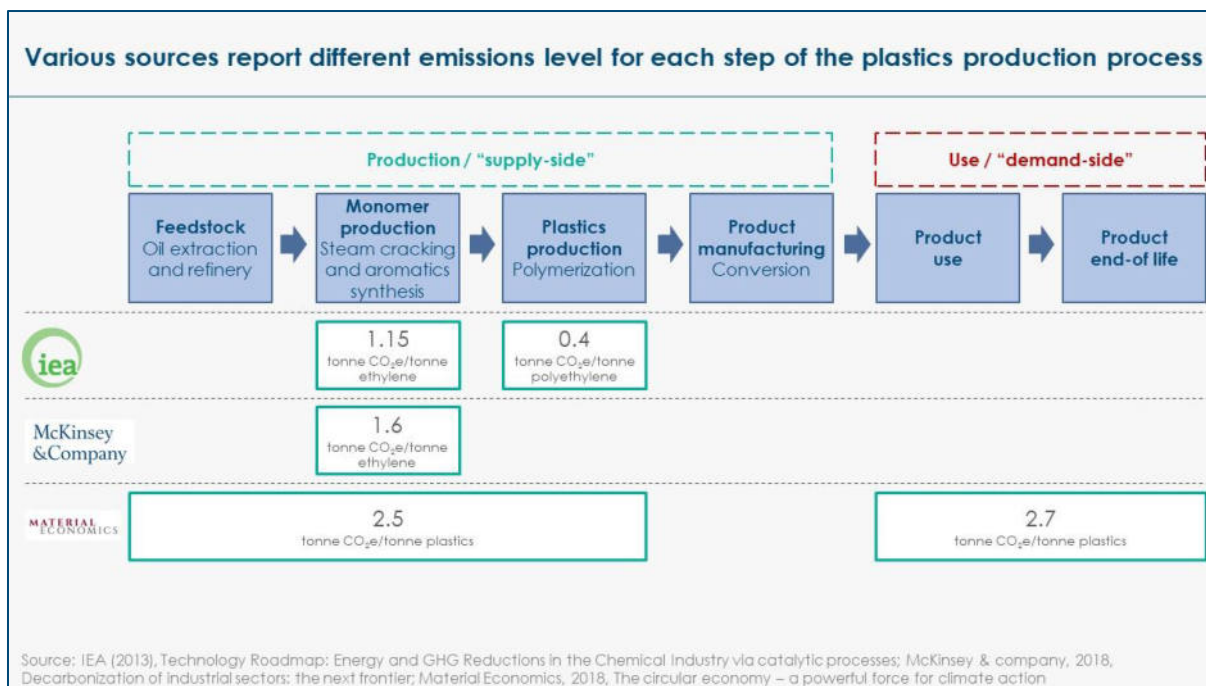 Various sources report different emissions level for each step of the plastics production process
Production / “supply-side”
Use / “demand-side”
Feedstock
Oil extraction
and refinery
Monomer
production
Steam cracking
and aromatics
synthesis
Plastics
production
Polymerization
Product
manufacturing
Conversion
Product
use
Product
end-of life
iea
1.15
tonne CO₂e/tonne
ethylene
0.4
tonne CO₂e/tonne
polyethylene
McKinsey
&Company
1.6
tonne CO₂e/tonne
ethylene
MATERIAL
ECONOMICS
2.5
tonne CO₂e/tonne plastics
2.7
tonne CO₂e/tonne plastics
Source: IEA (2013), Technology Roadmap: Energy and GHG Reductions in the Chemical Industry via catalytic processes; McKinsey & company, 2018,
Decarbonization of industrial sectors: the next frontier; Material Economics, 2018, The circular economy – a powerful force for climate action